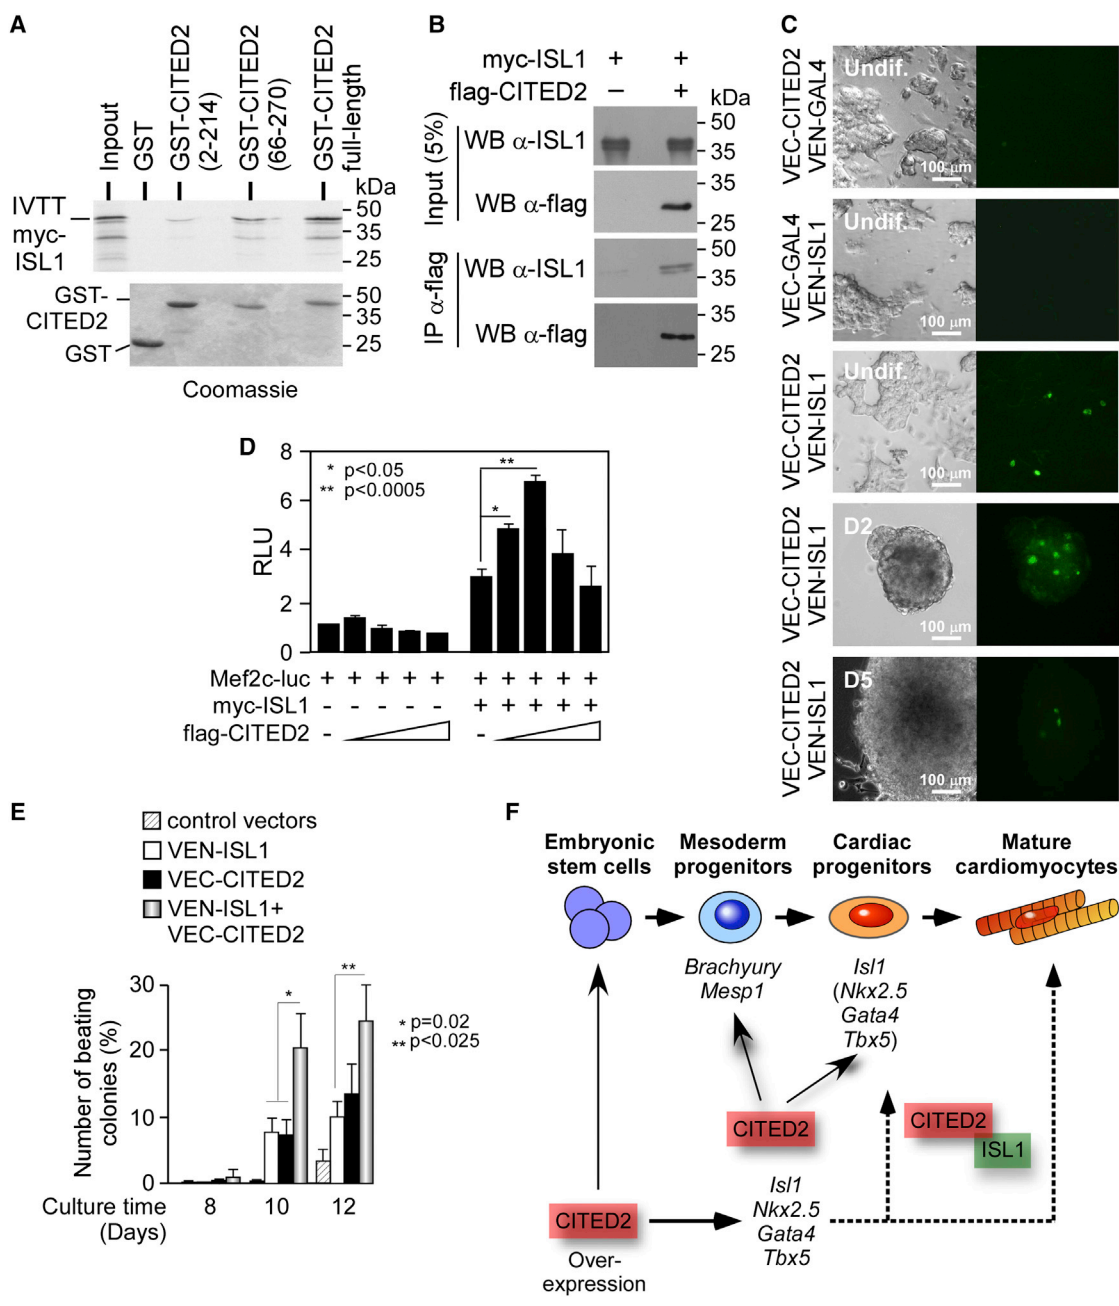 A
Input
GST
GST-CITED2
(2-214)
GST-CITED2
(66-270)
GST-CITED2
full-length
kDa
IVTT
myc-
ISL1
50
35
25
GST-
CITED2
GST
50
35
25
Coomassie
B
myc-ISL1 + +
flag-CITED2 – +
kDa
Input (5%)
WB α-ISL1
50
35
WB α-flag
35
25
IP α-flag
WB α-ISL1
50
35
WB α-flag
35
25
C
VEC-CITED2
VEN-GAL4
Undif.
100 μm
VEC-GAL4
VEN-ISL1
Undif.
100 μm
VEC-CITED2
VEN-ISL1
Undif.
100 μm
VEC-CITED2
VEN-ISL1
D2
100 μm
VEC-CITED2
VEN-ISL1
D5
100 μm
D
RLU
8
6
4
2
0
* p<0.05
** p<0.0005
*
**
Mef2c-luc + + + + + + + + + +
myc-ISL1 - - - - - + + + + +
flag-CITED2 - -
E
control vectors
VEN-ISL1
VEC-CITED2
VEN-ISL1+
VEC-CITED2
Number of beating
colonies (%)
30
20
10
0
*
**
* p=0.02
** p<0.025
Culture time
(Days)
8 10 12
F
Embryonic
stem cells
Mesoderm
progenitors
Cardiac
progenitors
Mature
cardiomyocytes
Brachyury
Mesp1
Isl1
(Nkx2.5
Gata4
Tbx5)
CITED2
CITED2
ISL1
CITED2
Over-
expression
Isl1
Nkx2.5
Gata4
Tbx5